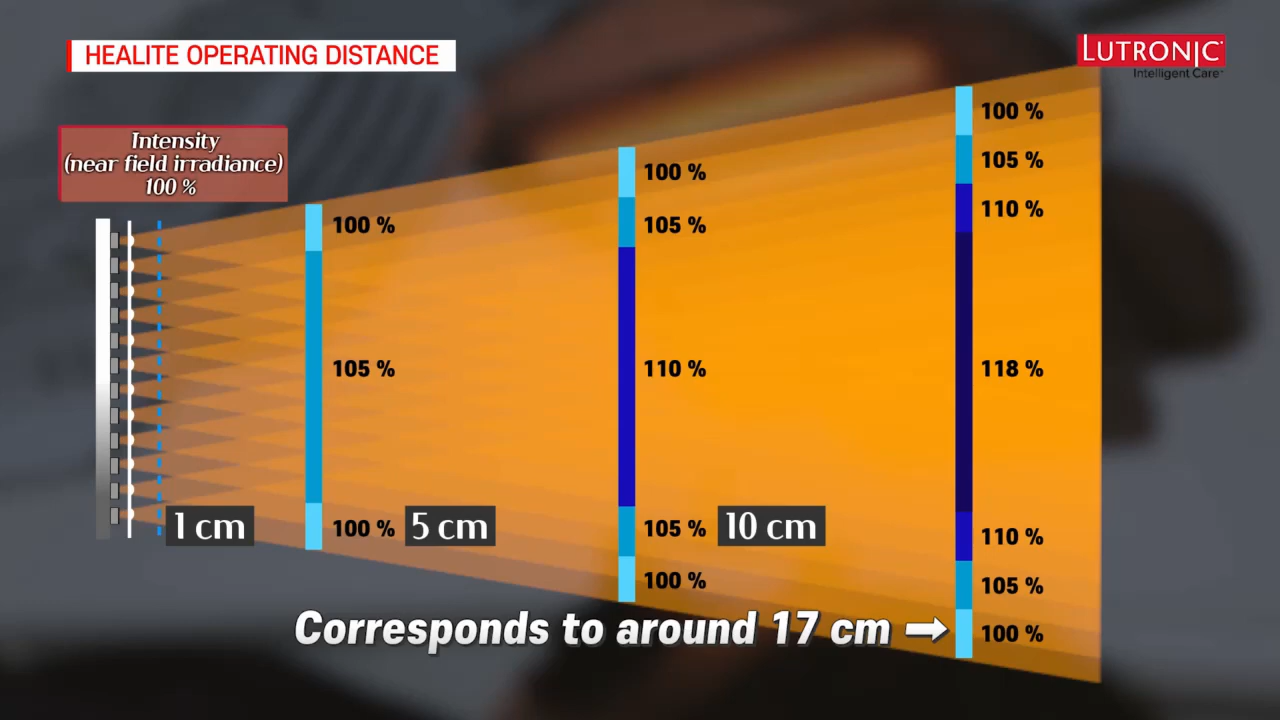 HEALITE OPERATING DISTANCE
LUTRONIC
Intelligent Care
Intensity
(near field irradiance)
100 %
100 %
105 %
100 %
1 cm
100 %
105 %
110 %
105 %
100 %
5 cm
100 %
105 %
110 %
118 %
110 %
105 %
100 %
10 cm
Corresponds to around 17 cm →